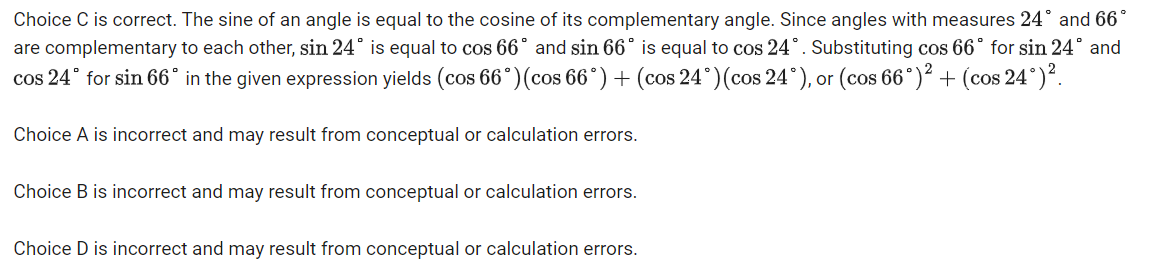 Choice C is correct. The sine of an angle is equal to the cosine of its complementary angle. Since angles with measures 24° and 66°
are complementary to each other, sin 24° is equal to cos 66° and sin 66° is equal to cos 24°. Substituting cos 66° for sin 24° and
cos 24° for sin 66° in the given expression yields (cos 66°)(cos 66°) + (cos 24°)(cos 24°), or (cos 66°)² + (cos 24°)².
Choice A is incorrect and may result from conceptual or calculation errors.
Choice B is incorrect and may result from conceptual or calculation errors.
Choice D is incorrect and may result from conceptual or calculation errors.